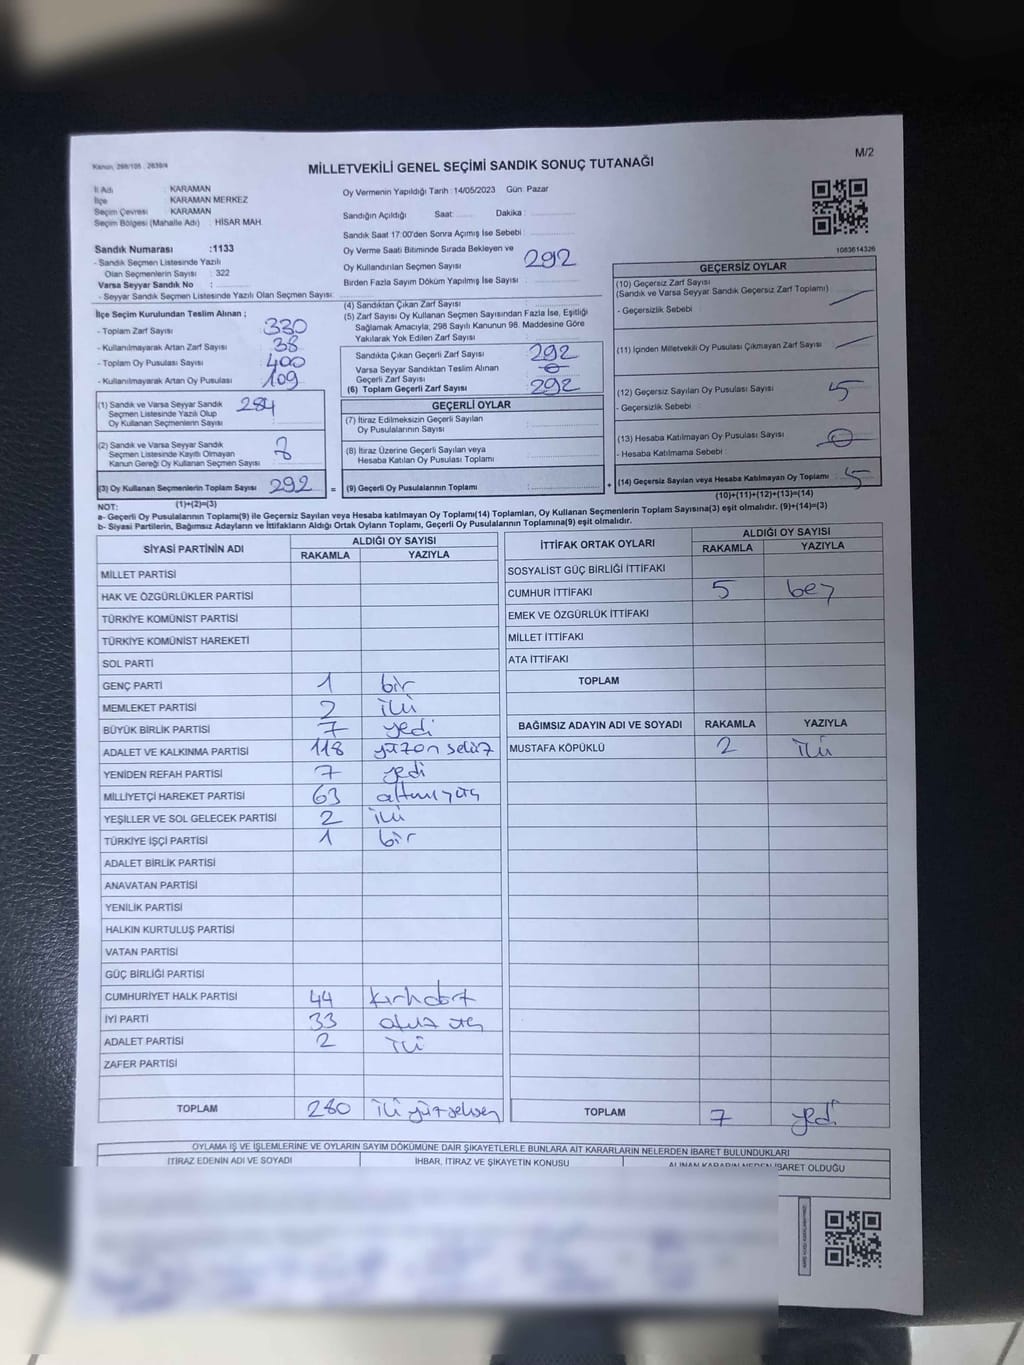 Kanun, 298/105 : 2839/4
MİLLETVEKİLİ GENEL SEÇİMİ SANDIK SONUÇ TUTANAĞI
M/2
İl Adı : KARAMAN
İlçe : KARAMAN MERKEZ
Seçim Çevresi : KARAMAN
Seçim Bölgesi (Mahalle Adı) : HİSAR MAH.
Oy Vermenin Yapıldığı Tarih : 14/05/2023 Gün: Pazar
Sandığın Açıldığı Saat: Dakika :
Sandık Saat 17:00'den Sonra Açılmış İse Sebebi :
1083614326
Sandık Numarası :1133
- Sandık Seçmen Listesinde Yazılı
Olan Seçmenlerin Sayısı : 322
Varsa Seyyar Sandık No :
- Seyyar Sandık Seçmen Listesinde Yazılı Olan Seçmen Sayısı:
Oy Verme Saati Bitiminde Sırada Bekleyen ve
Oy Kullandırılan Seçmen Sayısı 292
Birden Fazla Sayım Döküm Yapılmış İse Sayısı :
İlçe Seçim Kurulundan Teslim Alınan ;
- Toplam Zarf Sayısı 330
- Kullanılmayarak Artan Zarf Sayısı 38
- Toplam Oy Pusulası Sayısı 400
- Kullanılmayarak Artan Oy Pusulası 109
(1) Sandık ve Varsa Seyyar Sandık 284
Seçmen Listesinde Yazılı Olup
Oy Kullanan Seçmenlerin Sayısı
(2) Sandık ve Varsa Seyyar Sandık
Seçmen Listesinde Kayıtlı Olmayan 8
Kanun Gereği Oy Kullanan Seçmen Sayısı
(3) Oy Kullanan Seçmenlerin Toplam Sayısı 292
=
(1)+(2)=(3)
(4) Sandıktan Çıkan Zarf Sayısı :
(5) Zarf Sayısı Oy Kullanan Seçmen Sayısından Fazla İse, Eşitliği
Sağlamak Amacıyla, 298 Sayılı Kanunun 98. Maddesine Göre
Yakılarak Yok Edilen Zarf Sayısı :
Sandıkta Çıkan Geçerli Zarf Sayısı 292
Varsa Seyyar Sandıktan Teslim Alınan
Geçerli Zarf Sayısı 0
(6) Toplam Geçerli Zarf Sayısı 292
GEÇERLİ OYLAR
(7) İtiraz Edilmeksizin Geçerli Sayılan
Oy Pusulalarının Sayısı :
(8) İtiraz Üzerine Geçerli Sayılan veya
Hesaba Katılan Oy Pusulası Toplamı :
(9) Geçerli Oy Pusulalarının Toplamı :
+
GEÇERSİZ OYLAR
(10) Geçersiz Zarf Sayısı
(Sandık ve Varsa Seyyar Sandık Geçersiz Zarf Toplamı)
- Geçersizlik Sebebi :
(11) İçinden Milletvekili Oy Pusulası Çıkmayan Zarf Sayısı
(12) Geçersiz Sayılan Oy Pusulası Sayısı 5
- Geçersizlik Sebebi :
(13) Hesaba Katılmayan Oy Pusulası Sayısı 0
- Hesaba Katılmama Sebebi :
(14) Geçersiz Sayılan veya Hesaba Katılmayan Oy Toplamı 5
(10)+(11)+(12)+(13)=(14)
NOT:
a- Geçerli Oy Pusulalarının Toplamı(9) ile Geçersiz Sayılan veya Hesaba katılmayan Oy Toplamı(14) Toplamları, Oy Kullanan Seçmenlerin Toplam Sayısına(3) eşit olmalıdır. (9)+(14)=(3)
b- Siyasi Partilerin, Bağımsız Adayların ve İttifakların Aldığı Ortak Oyların Toplamı, Geçerli Oy Pusulalarının Toplamına(9) eşit olmalıdır.
SİYASİ PARTİNİN ADI ALDIĞI OY SAYISI
RAKAMLA YAZIYLA
MİLLET PARTİSİ
HAK VE ÖZGÜRLÜKLER PARTİSİ
TÜRKİYE KOMÜNİST PARTİSİ
TÜRKİYE KOMÜNİST HAREKETİ
SOL PARTİ
GENÇ PARTİ 1 bir
MEMLEKET PARTİSİ 2 iki
BÜYÜK BİRLİK PARTİSİ 7 yedi
ADALET VE KALKINMA PARTİSİ 118 yüzon sekiz
YENİDEN REFAH PARTİSİ 7 yedi
MİLLİYETÇİ HAREKET PARTİSİ 63 altmış üç
YEŞİLLER VE SOL GELECEK PARTİSİ 2 iki
TÜRKİYE İŞÇİ PARTİSİ 1 bir
ADALET BİRLİK PARTİSİ
ANAVATAN PARTİSİ
YENİLİK PARTİSİ
HALKIN KURTULUŞ PARTİSİ
VATAN PARTİSİ
GÜÇ BİRLİĞİ PARTİSİ
CUMHURİYET HALK PARTİSİ 44 kırkdört
İYİ PARTİ 33 otuz üç
ADALET PARTİSİ 2 iki
ZAFER PARTİSİ
TOPLAM 280 iki yüz seksen
İTTİFAK ORTAK OYLARI ALDIĞI OY SAYISI
RAKAMLA YAZIYLA
SOSYALİST GÜÇ BİRLİĞİ İTTİFAKI
CUMHUR İTTİFAKI 5 beş
EMEK VE ÖZGÜRLÜK İTTİFAKI
MİLLET İTTİFAKI
ATA İTTİFAKI
TOPLAM
BAĞIMSIZ ADAYIN ADI VE SOYADI RAKAMLA YAZIYLA
MUSTAFA KÖPÜKLÜ 2 iki
TOPLAM 7 yedi
OYLAMA İŞ VE İŞLEMLERİNE VE OYLARIN SAYIM DÖKÜMÜNE DAİR ŞİKAYETLERLE BUNLARA AİT KARARLARIN NELERDEN İBARET BULUNDUKLARI
İTİRAZ EDENİN ADI VE SOYADI İHBAR, İTİRAZ VE ŞİKAYETİN KONUSU ALINAN KARARIN NEDEN İBARET OLDUĞU